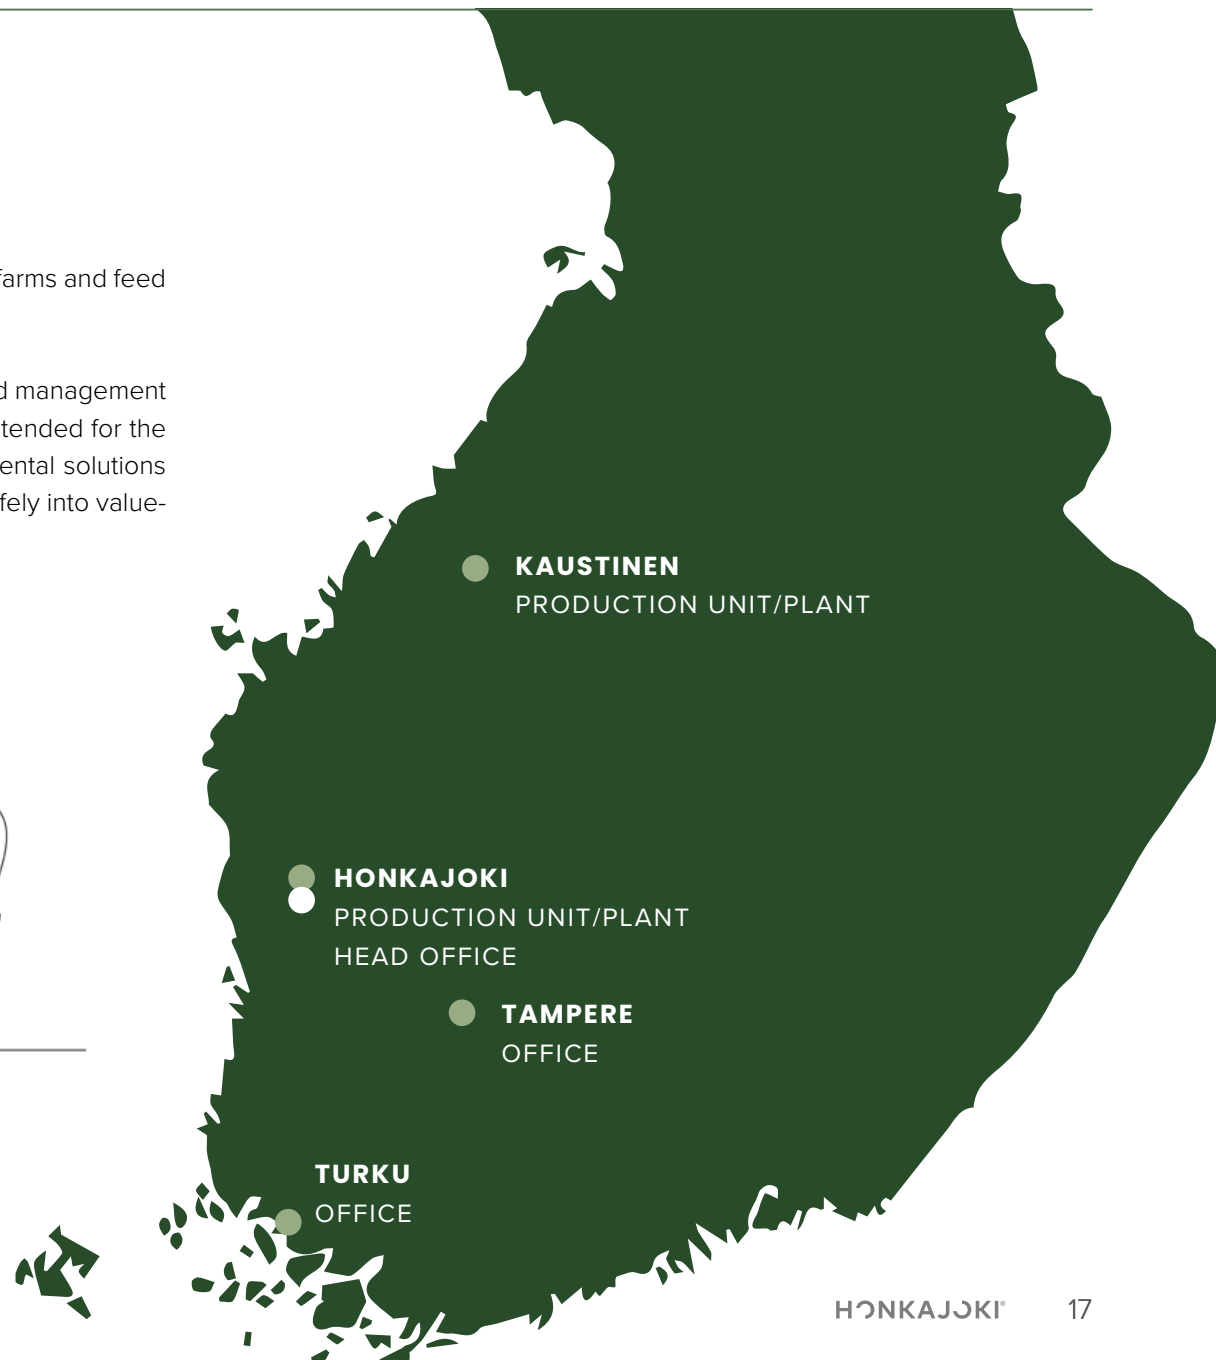 farms and feed
management
tended for the
ental solutions
fely into value-
KAUSTINEN
PRODUCTION UNIT/PLANT
HONKAJOKI
PRODUCTION UNIT/PLANT
HEAD OFFICE
TAMPERE
OFFICE
TURKU
OFFICE
HONKAJOKI®
17